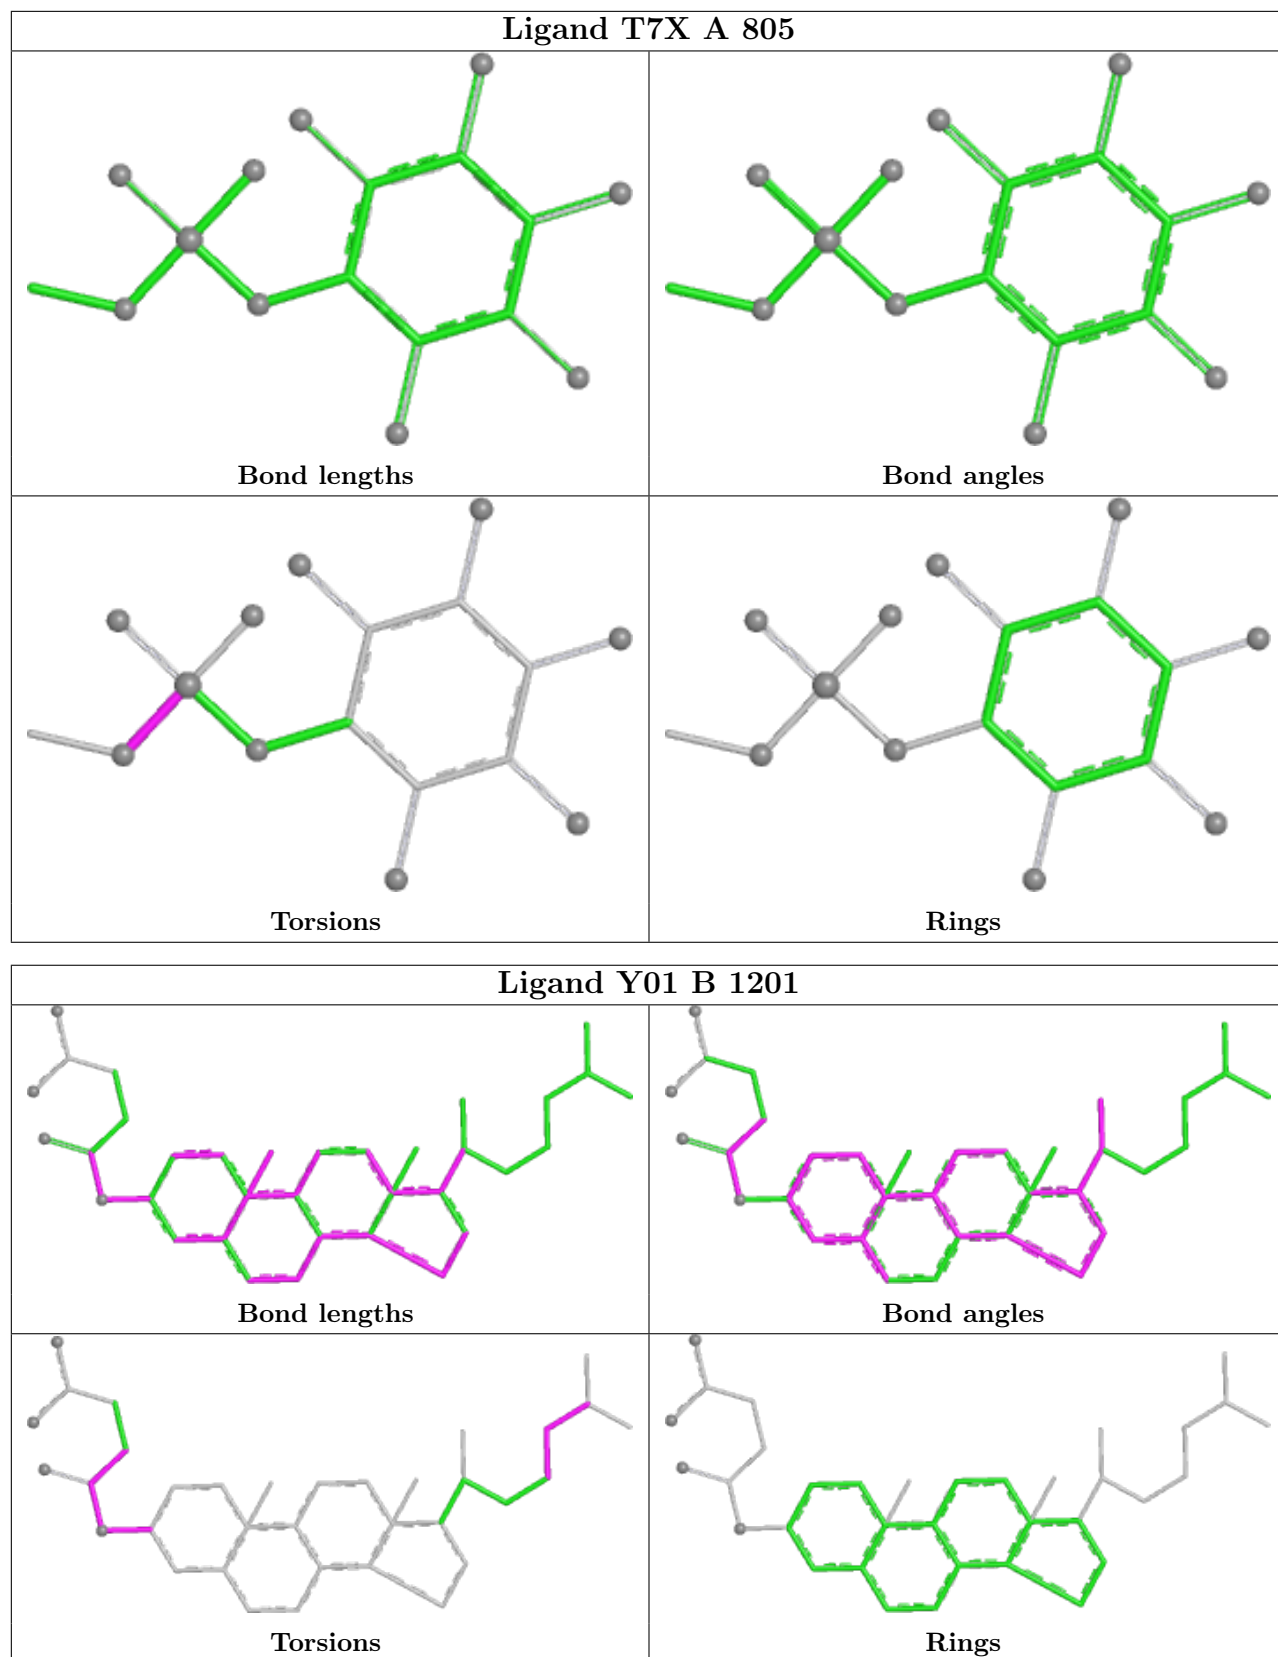 Ligand T7X A 805
Bond lengths
Bond angles
Torsions
Rings
Ligand Y01 B 1201
Bond lengths
Bond angles
Torsions
Rings